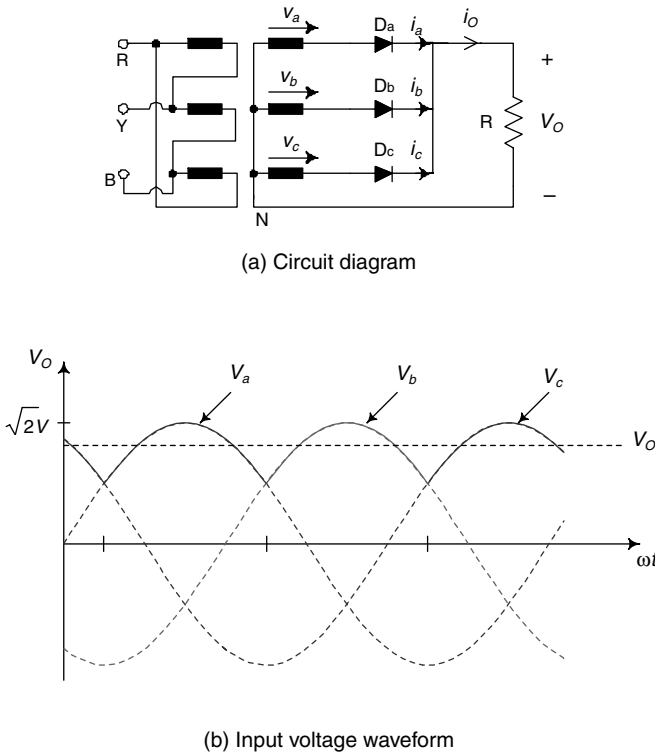 v_a D_a i_a i_O
R
v_b D_b i_b
Y
R
+
V_O
−
v_c D_c i_c
B
N
(a) Circuit diagram
V_O V_a V_b V_c
√2V
V_O
ωt
(b) Input voltage waveform